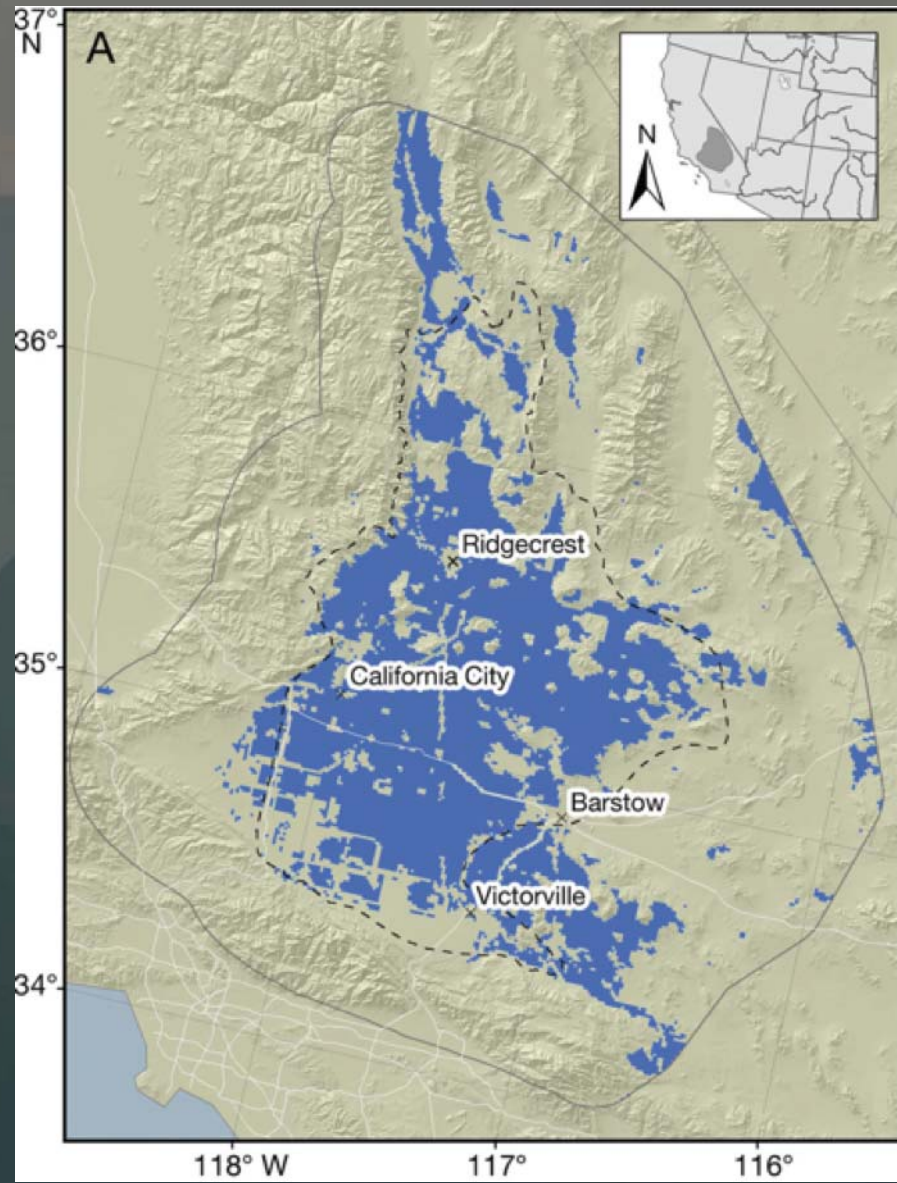 37°
N
A
N
36°
Ridgecrest
35°
California City
Barstow
Victorville
34°
118° W
117°
116°